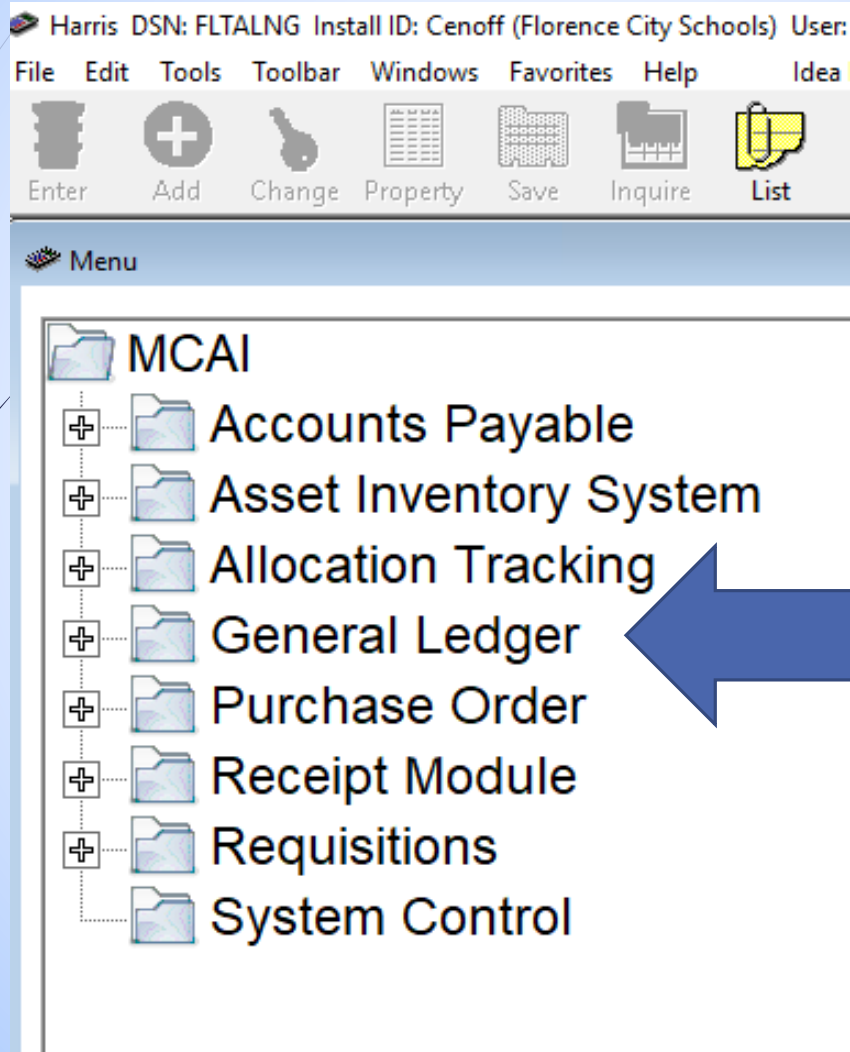 Harris DSN: FLTALNG Install ID: Cenoff (Florence City Schools) User:
File Edit Tools Toolbar Windows Favorites Help Idea
Enter Add Change Property Save Inquire List
Menu
MCAI
Accounts Payable
Asset Inventory System
Allocation Tracking
General Ledger
Purchase Order
Receipt Module
Requisitions
System Control